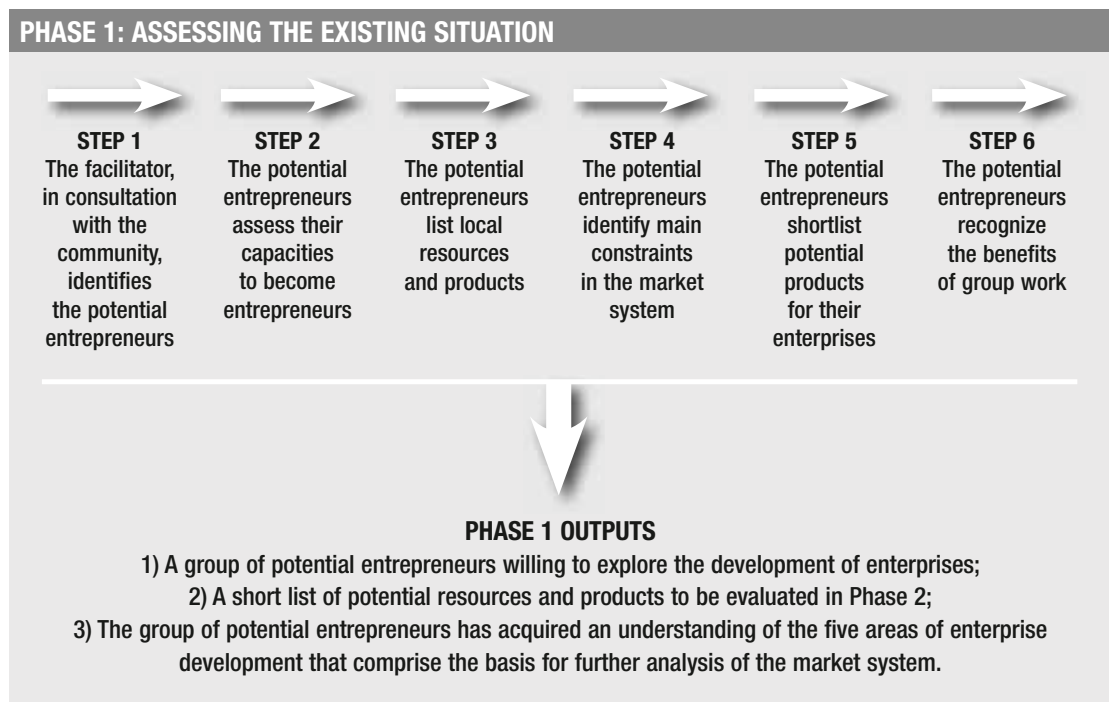 PHASE 1: ASSESSING THE EXISTING SITUATION
STEP 1
The facilitator,
in consultation
with the
community,
identifies
the potential
entrepreneurs
STEP 2
The potential
entrepreneurs
assess their
capacities
to become
entrepreneurs
STEP 3
The potential
entrepreneurs
list local
resources
and products
STEP 4
The potential
entrepreneurs
identify main
constraints
in the market
system
STEP 5
The potential
entrepreneurs
shortlist
potential
products
for their
enterprises
STEP 6
The potential
entrepreneurs
recognize
the benefits
of group work
PHASE 1 OUTPUTS
1) A group of potential entrepreneurs willing to explore the development of enterprises;
2) A short list of potential resources and products to be evaluated in Phase 2;
3) The group of potential entrepreneurs has acquired an understanding of the five areas of enterprise
development that comprise the basis for further analysis of the market system.